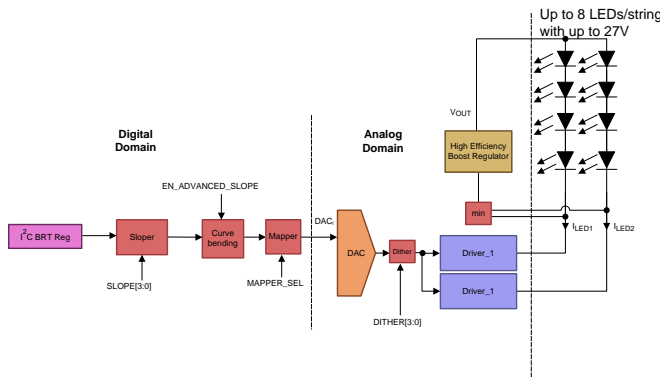 Up to 8 LEDs/string
with up to 27V
VOUT
Digital
Domain
Analog
Domain
High Efficiency
Boost Regulator
EN_ADVANCED_SLOPE
min
I²C BRT Reg
Sloper
Curve
bending
Mapper
DACi
DAC
Dither
Driver_1
ILED1
ILED2
SLOPE[3:0]
MAPPER_SEL
Driver_1
DITHER[3:0]